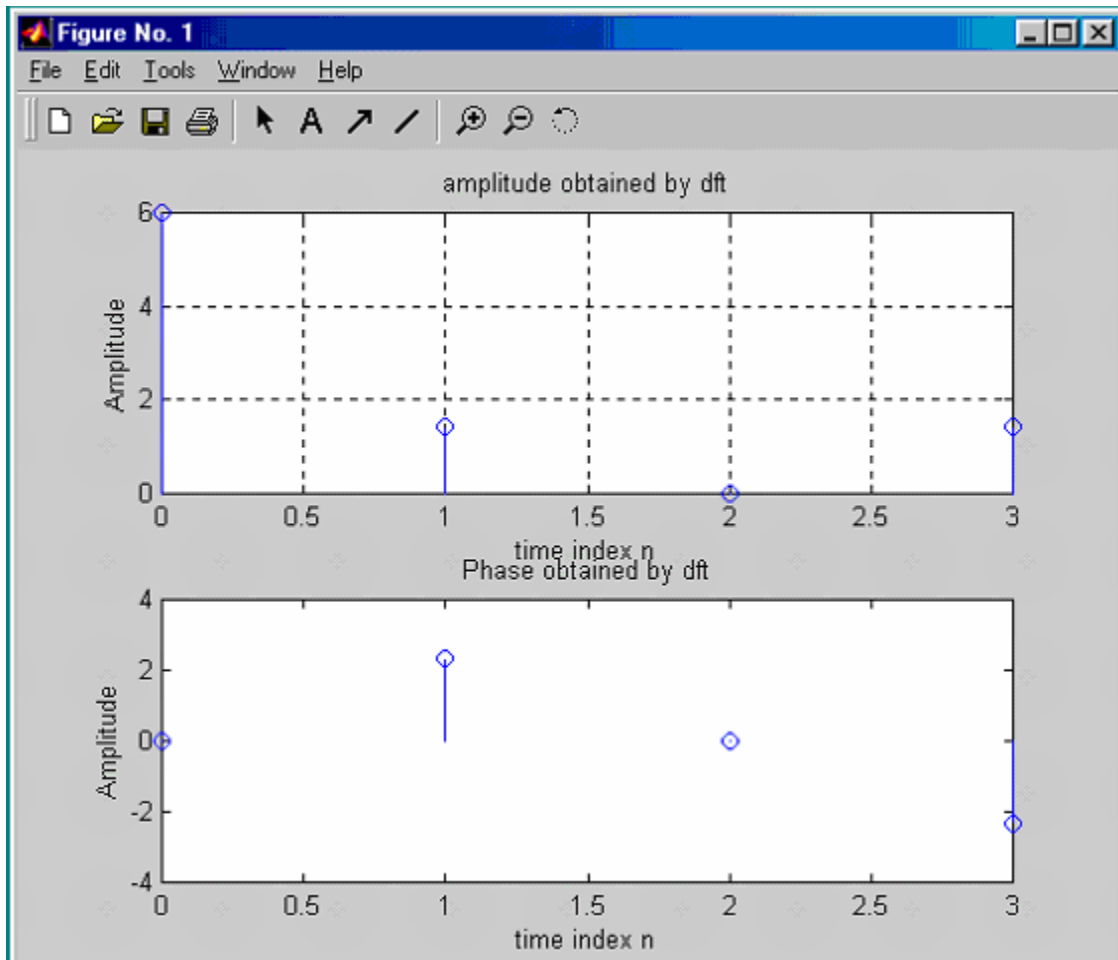 Figure No. 1
File Edit Tools Window Help
A
amplitude obtained by dft
Amplitude
6
4
2
0
0 0.5 1 1.5 2 2.5 3
time index n
Phase obtained by dft
Amplitude
4
2
0
-2
-4
0 0.5 1 1.5 2 2.5 3
time index n